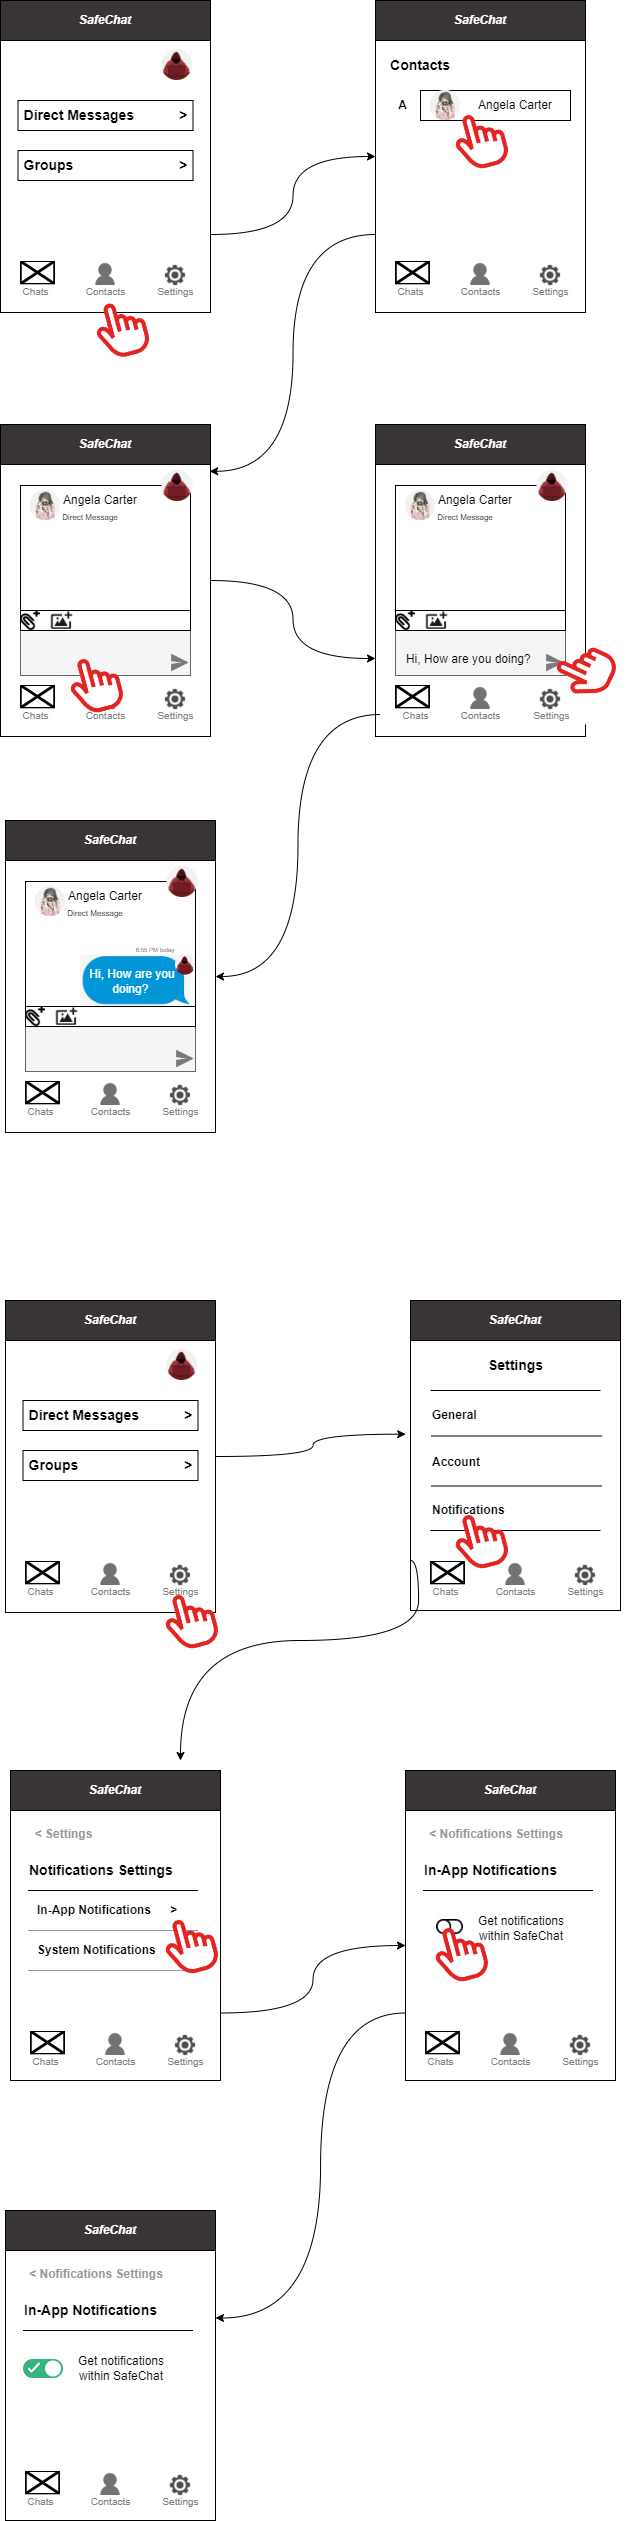 SafeChat
Direct Messages >
Groups >
Chats
Contacts
Settings
SafeChat
Contacts
A
Angela Carter
Chats
Contacts
Settings
SafeChat
Angela Carter
Direct Message
Chats
Contacts
Settings
SafeChat
Angela Carter
Direct Message
Hi, How are you doing?
Chats
Contacts
Settings
SafeChat
Angela Carter
Direct Message
6:55 PM today
Hi, How are you
doing?
Chats
Contacts
Settings
SafeChat
Direct Messages >
Groups >
Chats
Contacts
Settings
SafeChat
Settings
General
Account
Notifications
Chats
Contacts
Settings
SafeChat
< Settings
Notifications Settings
In-App Notifications >
System Notifications
Chats
Contacts
Settings
SafeChat
< Nofifications Settings
In-App Notifications
Get notifications
within SafeChat
Chats
Contacts
Settings
SafeChat
< Nofifications Settings
In-App Notifications
Get notifications
within SafeChat
Chats
Contacts
Settings